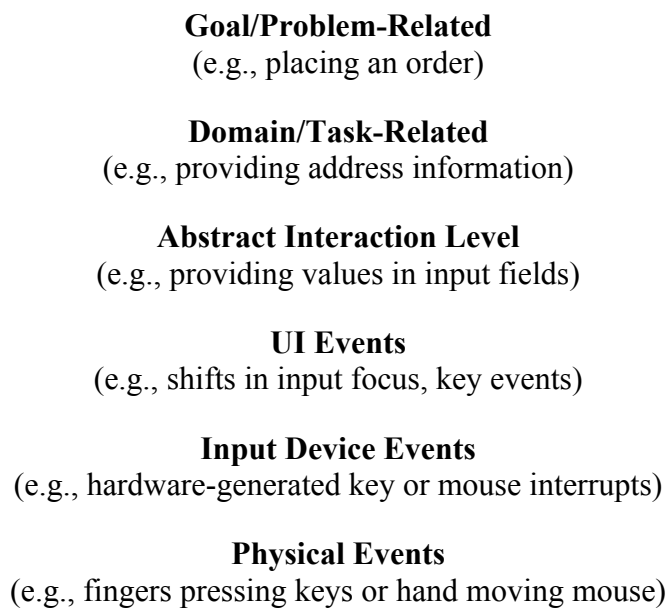 Goal/Problem-Related
(e.g., placing an order)
Domain/Task-Related
(e.g., providing address information)
Abstract Interaction Level
(e.g., providing values in input fields)
UI Events
(e.g., shifts in input focus, key events)
Input Device Events
(e.g., hardware-generated key or mouse interrupts)
Physical Events
(e.g., fingers pressing keys or hand moving mouse)